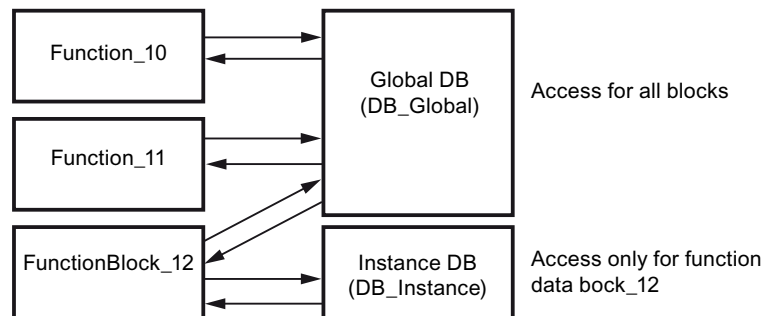 Function_10
Global DB
(DB_Global)
Access for all blocks
Function_11
FunctionBlock_12
Instance DB
(DB_Instance)
Access only for function
data bock_12